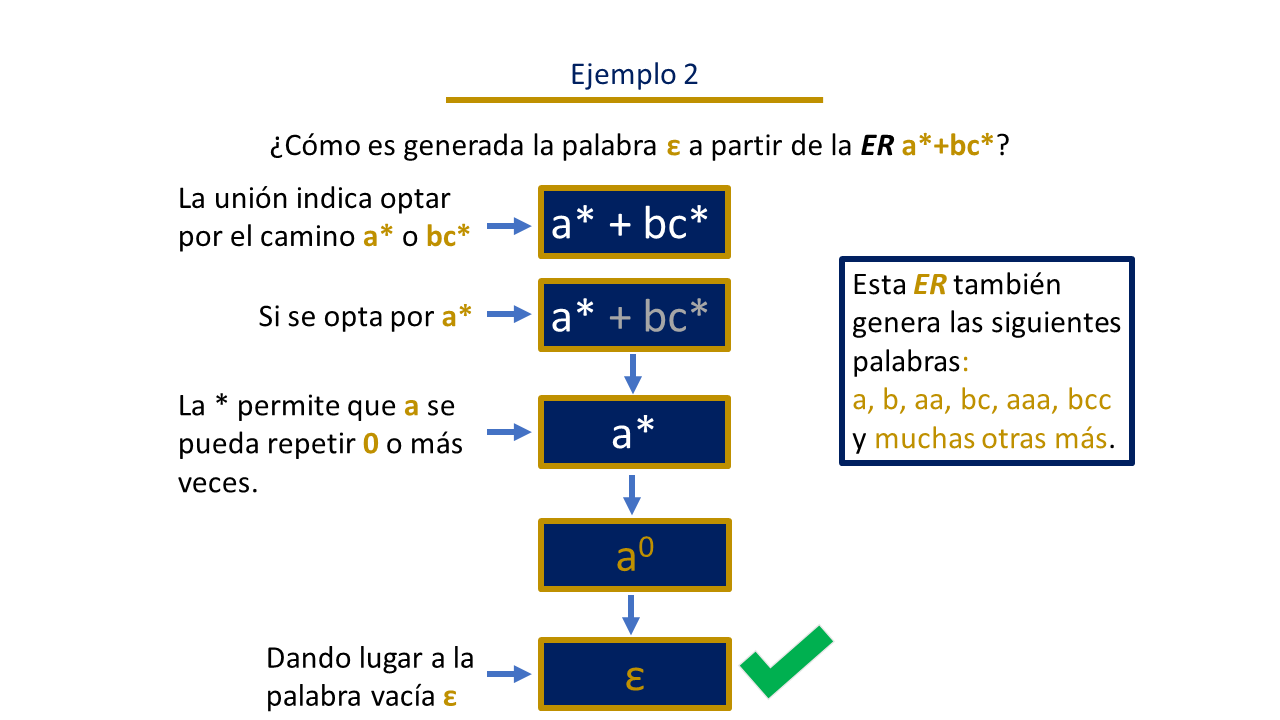 Ejemplo 2
¿Cómo es generada la palabra ε a partir de la ER a*+bc*?
La unión indica optar
por el camino a* o bc*
a* + bc*
Si se opta por a*
a* + bc*
La * permite que a se
pueda repetir 0 o más
veces.
a*
a⁰
Dando lugar a la
palabra vacía ε
ε
Esta ER también
genera las siguientes
palabras:
a, b, aa, bc, aaa, bcc
y muchas otras más.